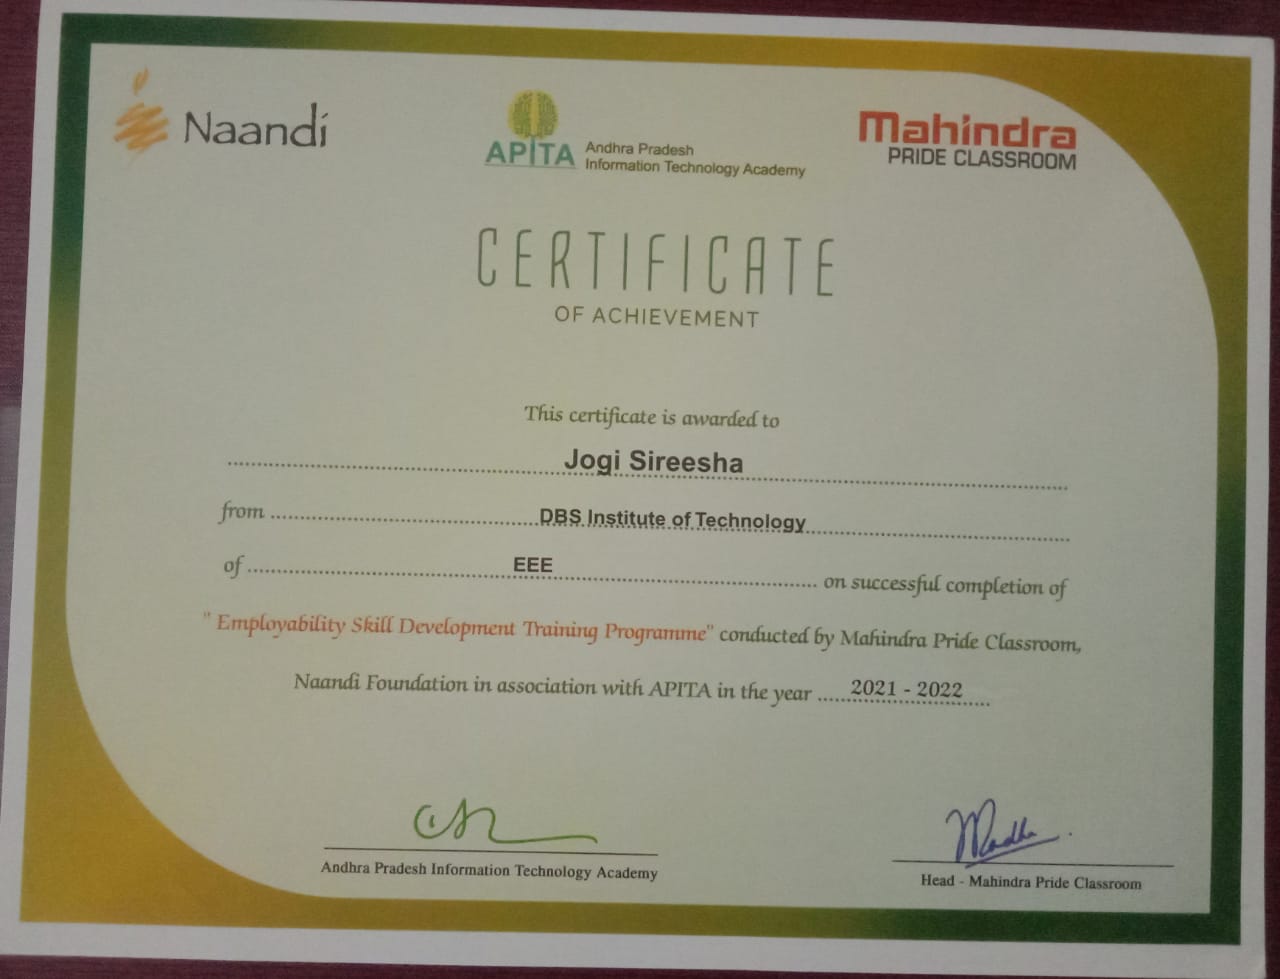 Naandi
APITA
Andhra Pradesh
Information Technology Academy
Mahindra
PRIDE CLASSROOM
CERTIFICATE
OF ACHIEVEMENT
This certificate is awarded to
Jogi Sireesha
from DBS Institute of Technology
of EEE on successful completion of
" Employability Skill Development Training Programme" conducted by Mahindra Pride Classroom,
Naandi Foundation in association with APITA in the year 2021 - 2022
Andhra Pradesh Information Technology Academy
Head - Mahindra Pride Classroom